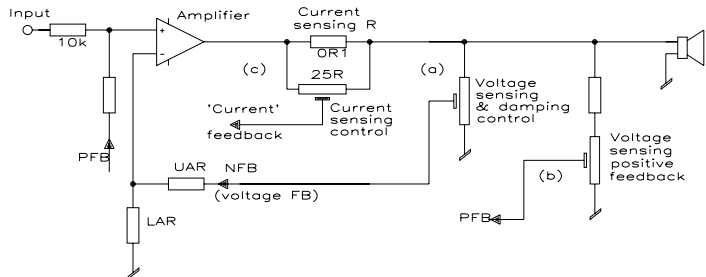 Input
10k
Amplifier
+
-
Current
sensing R
0R1
25R
(c)
(a)
'Current'
feedback
Current
sensing
control
Voltage
sensing
& damping
control
PFB
UAR
NFB
(voltage FB)
LAR
(b)
PFB
Voltage
sensing
positive
feedback